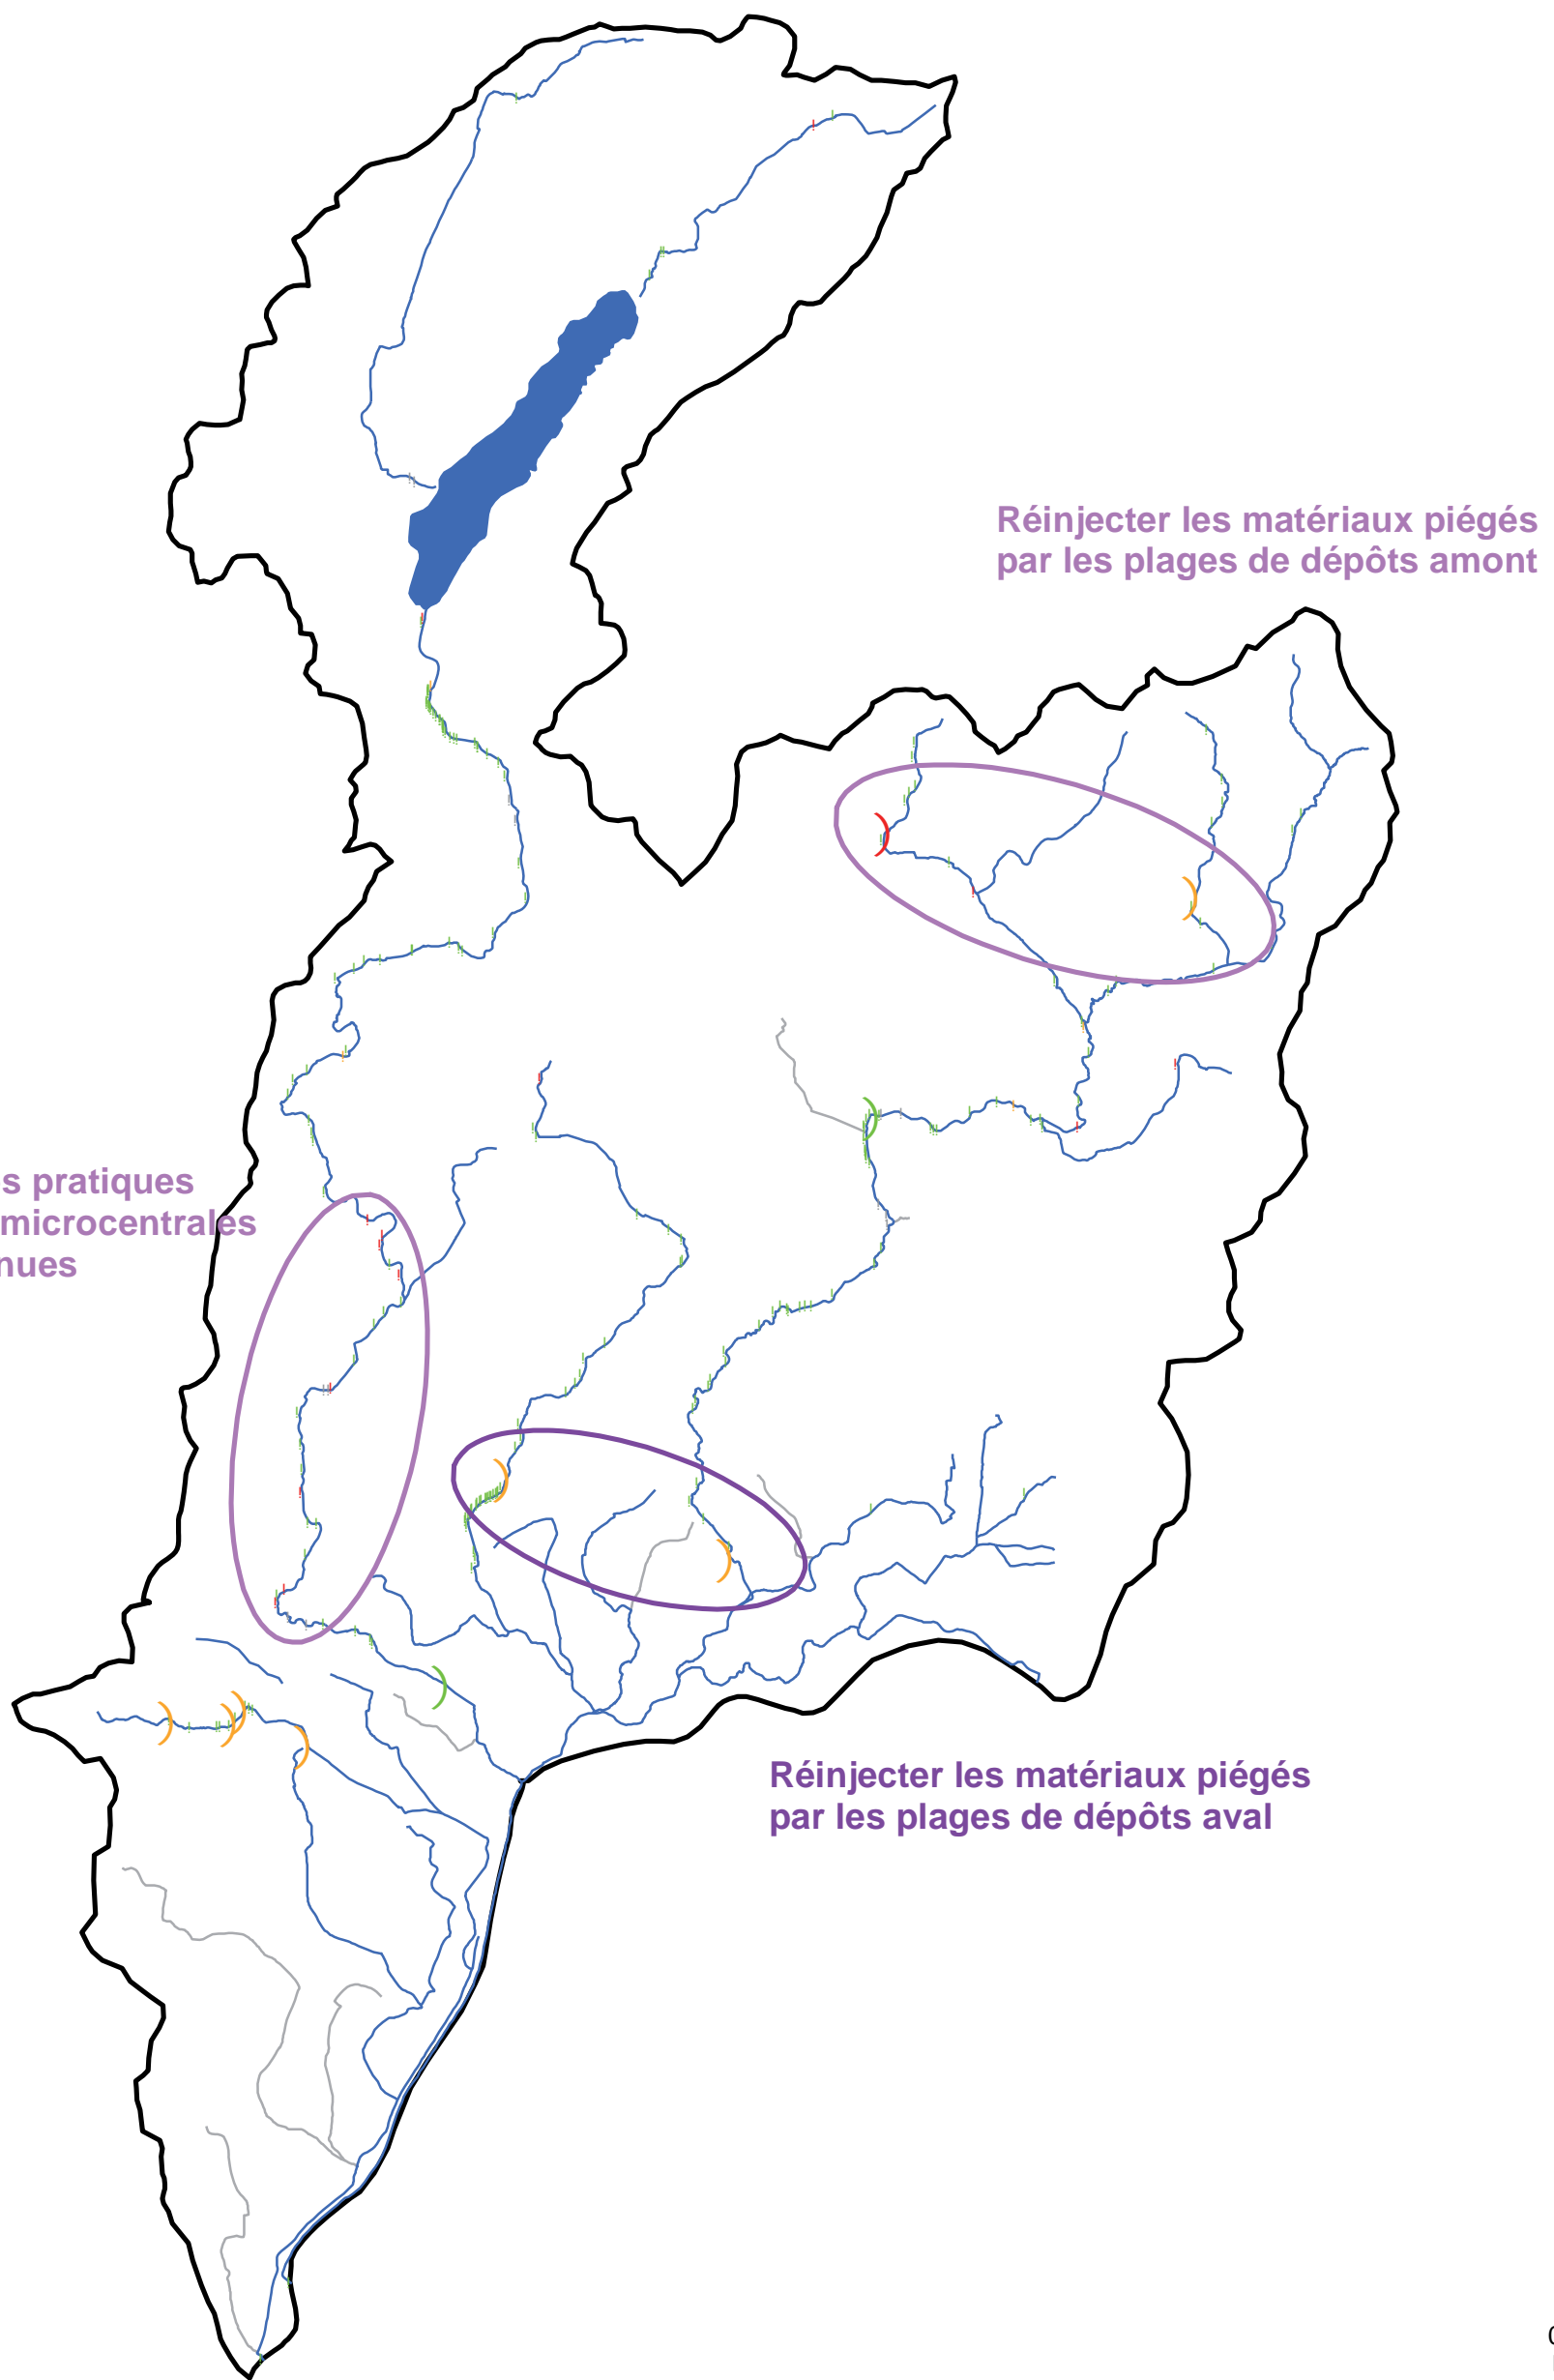 Réinjecter les matériaux piégés
par les plages de dépôts amont
s pratiques
microcentrales
nues
Réinjecter les matériaux piégés
par les plages de dépôts aval